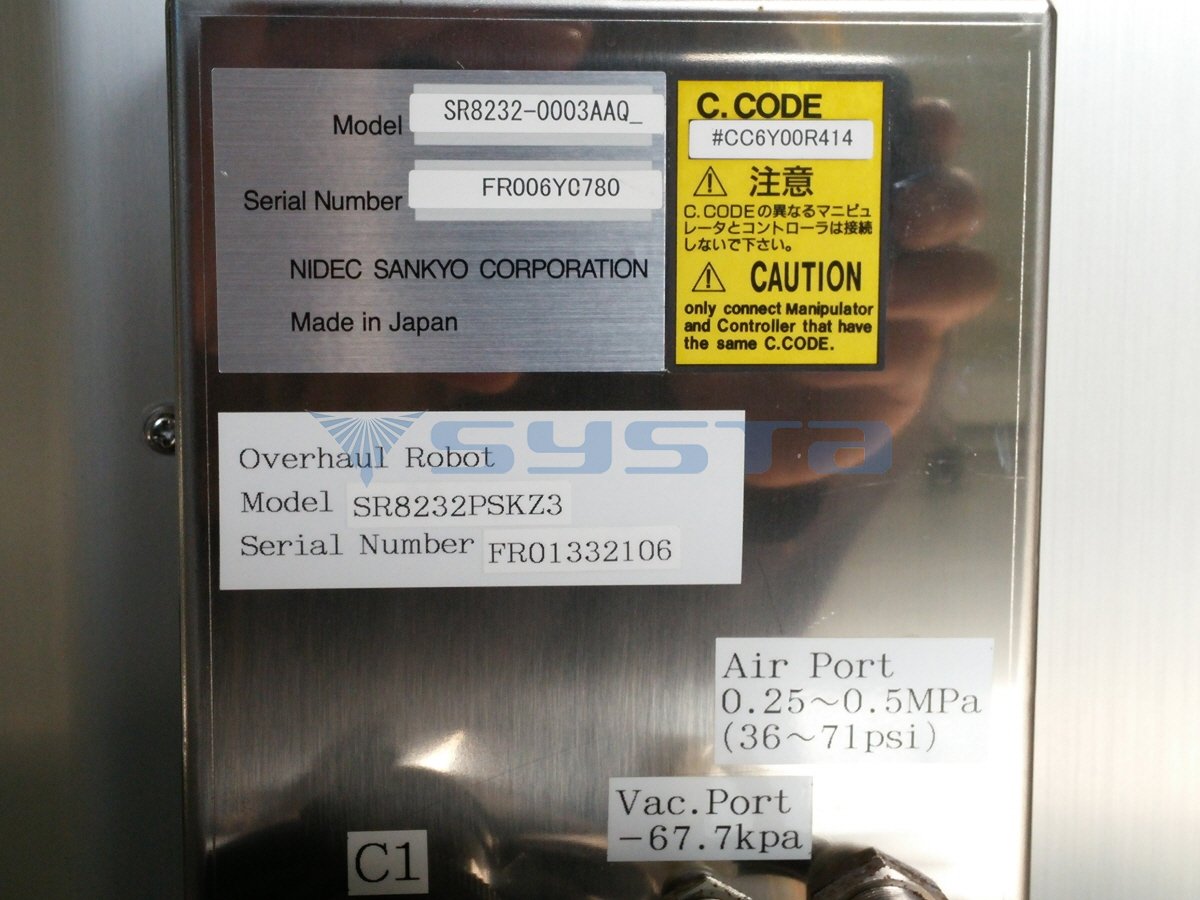 Model SR8232-0003AAQ_
Serial Number FR006Y0780
NIDEC SANKYO CORPORATION
Made in Japan
C.CODE
#CC6Y00R414
注意
C.CODEの異なるマニピュ
レータとコントローラは接続
しないで下さい。
CAUTION
only connect Manipulator
and Controller that have
the same C.CODE.
systa
Overhaul Robot
Model SR8232PSKZ3
Serial Number FR01332106
Air Port
0.25～0.5MPa
(36～71psi)
Vac.Port
-67.7kpa
C1